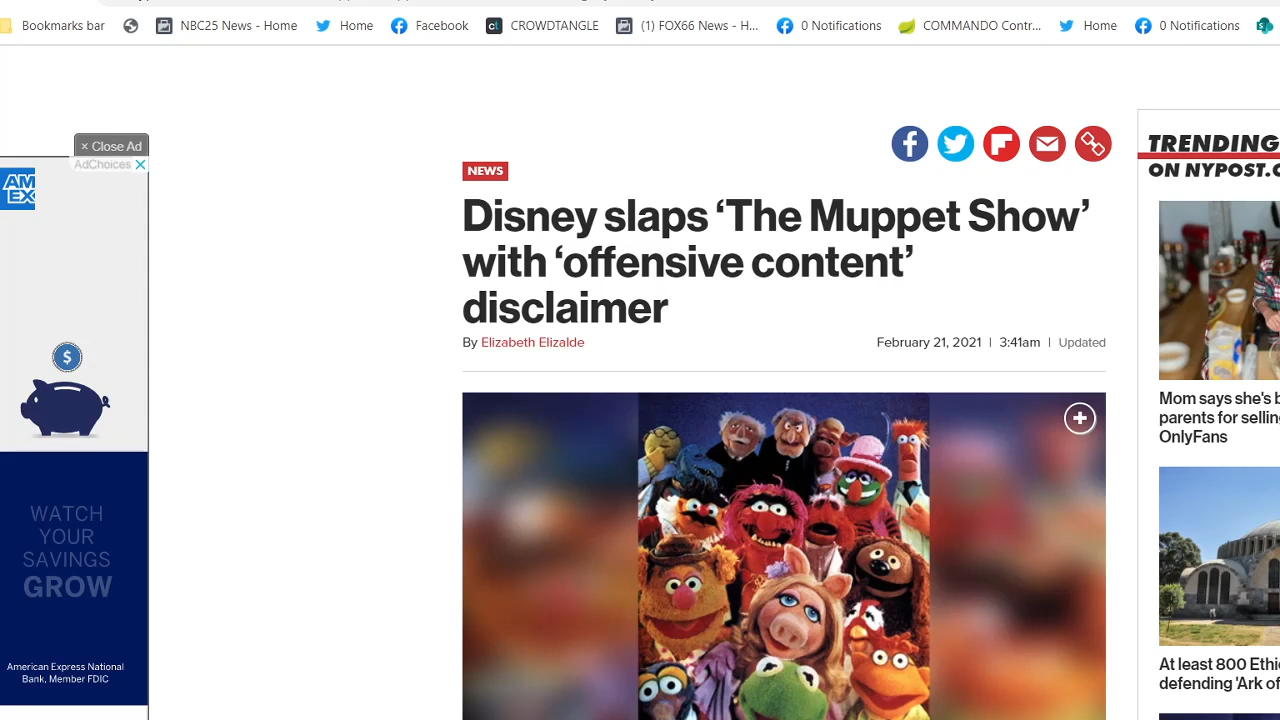 Bookmarks bar
NBC25 News - Home
Home
Facebook
ct
CROWDTANGLE
(1) FOX66 News - H...
0 Notifications
COMMANDO Contr...
Home
0 Notifications
× Close Ad
AdChoices
AM
EX
$
WATCH
YOUR
SAVINGS
GROW
American Express National
Bank, Member FDIC
NEWS
Disney slaps ‘The Muppet Show’
with ‘offensive content’
disclaimer
By Elizabeth Elizalde
February 21, 2021 | 3:41am | Updated
TRENDING
ON NYPOST.
Mom says she's
parents for
OnlyFans
At least 800
defending 'Ark of